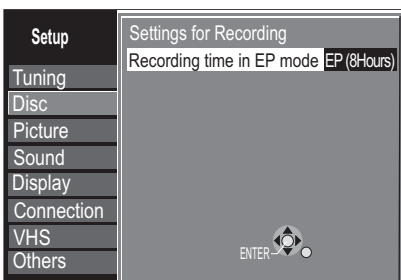 Setup
Tuning
Disc
Picture
Sound
Display
Connection
VHS
Others
Settings for Recording
Recording time in EP mode EP (8Hours)
ENTER